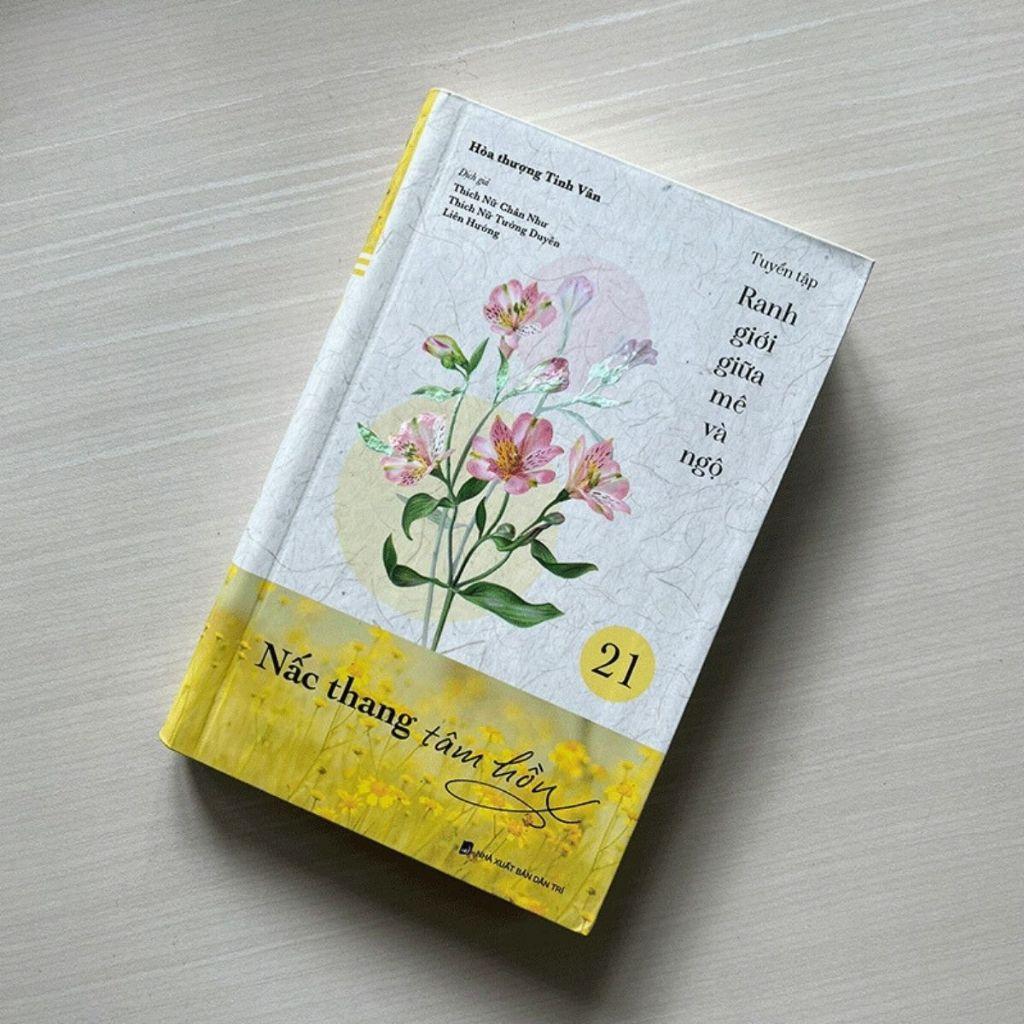 Hòa thượng Tinh Vân
Dịch giả
Thích Nữ Chân Như
Thích Nữ Tường Duyên
Liên Hướng
Tuyển tập
Ranh
giới
giữa
mê
và
ngộ
21
Nấc thang tâm hồn
NHÀ XUẤT BẢN DÂN TRÍ